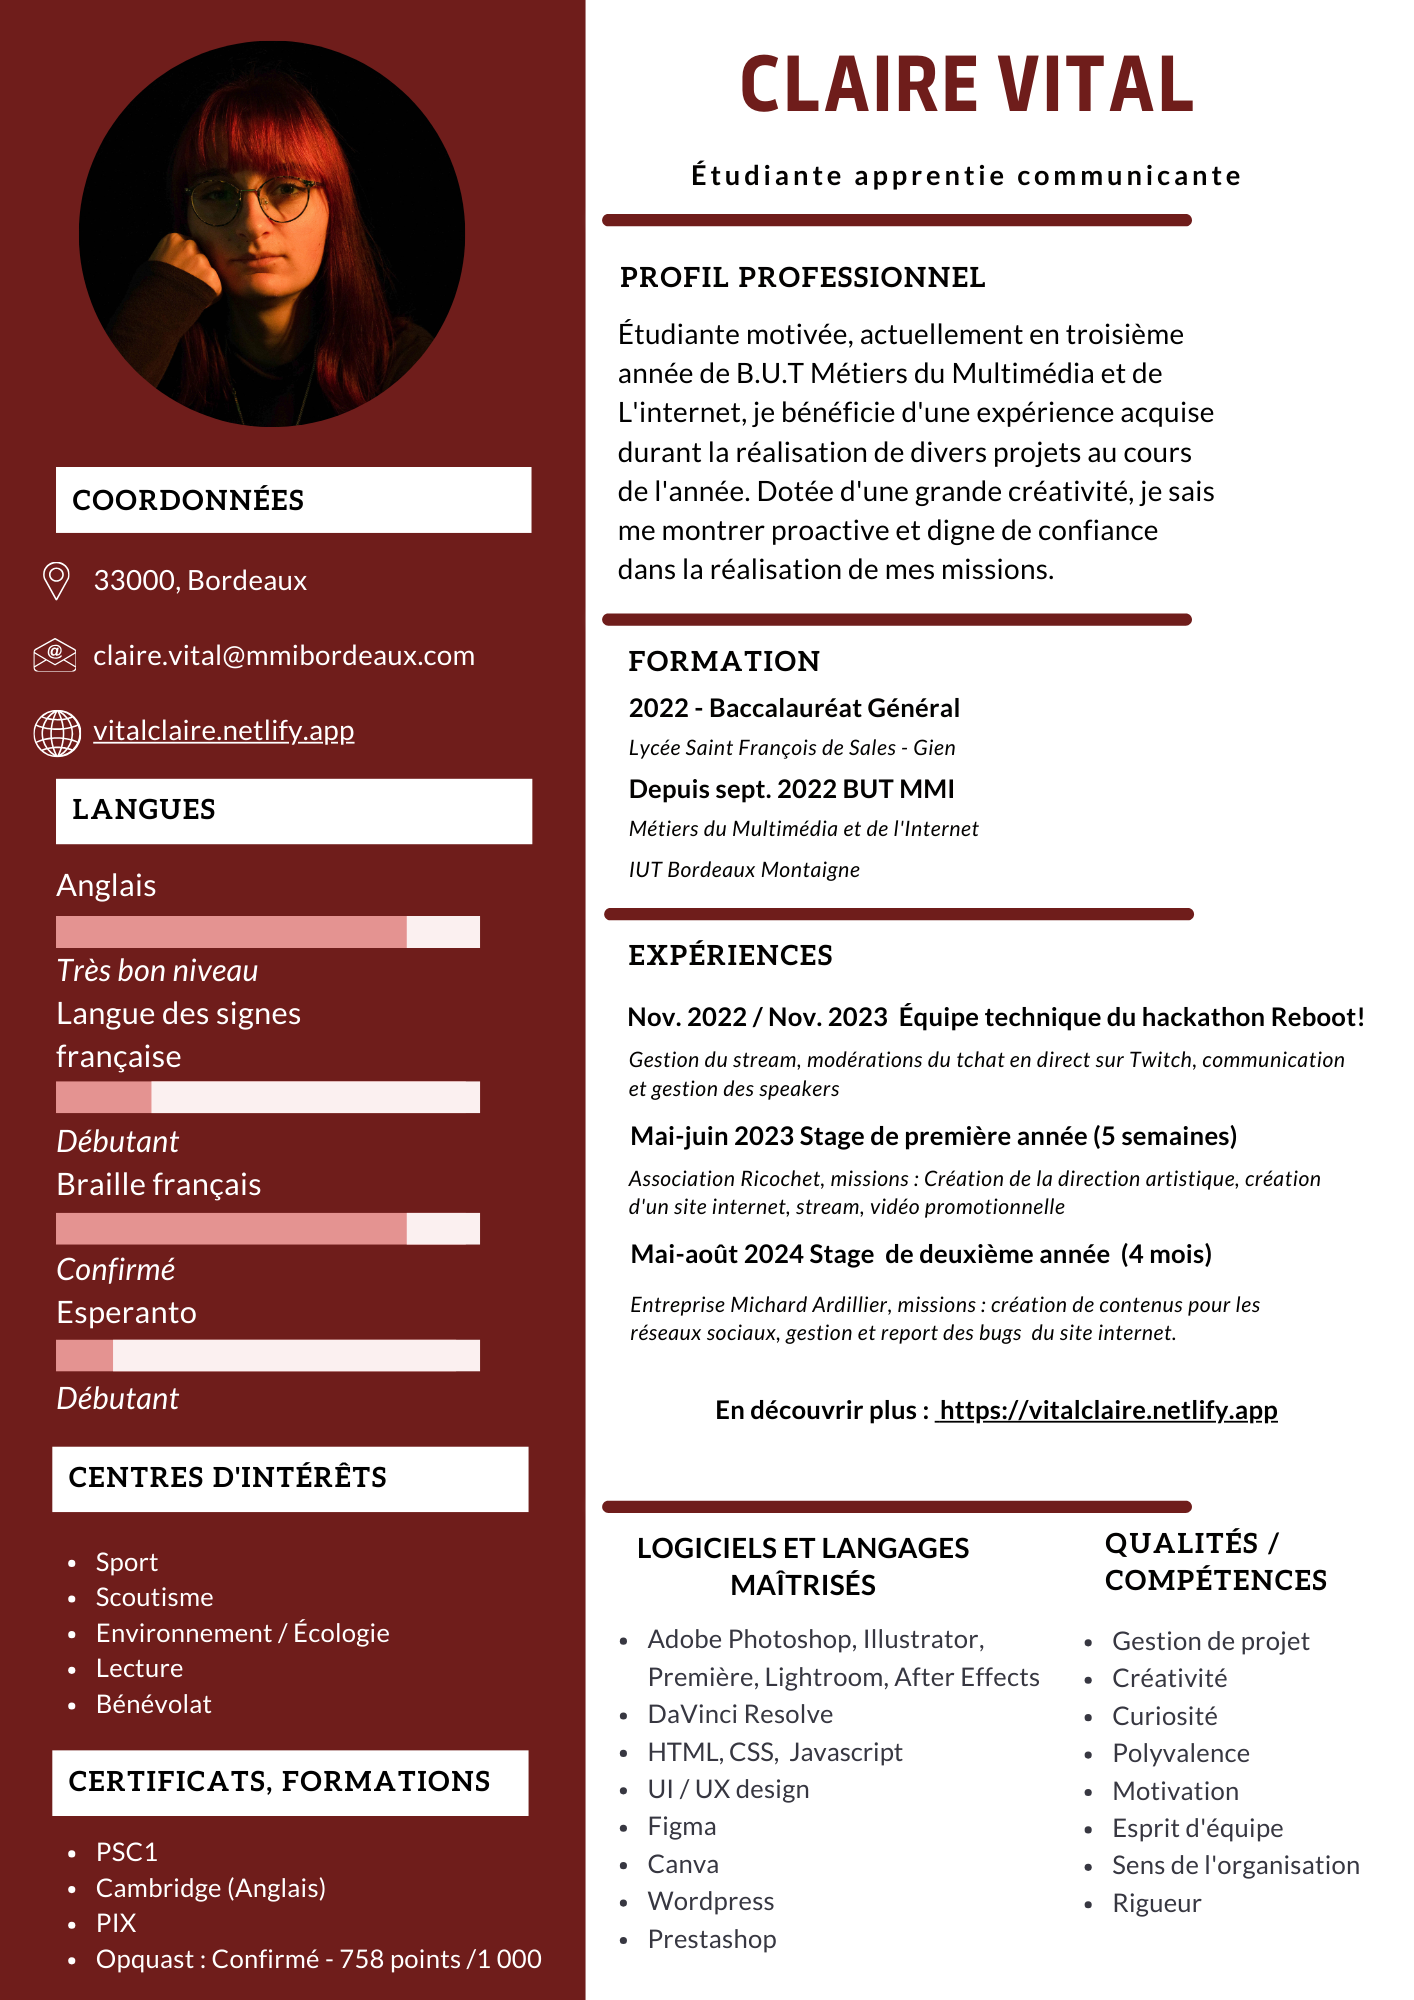 COORDONNÉES
33000, Bordeaux
claire.vital@mmibordeaux.com
vitalclaire.netlify.app
LANGUES
Anglais
Très bon niveau
Langue des signes
française
Débutant
Braille français
Confirmé
Esperanto
Débutant
CENTRES D'INTÉRÊTS
• Sport
• Scoutisme
• Environnement / Écologie
• Lecture
• Bénévolat
CERTIFICATS, FORMATIONS
• PSC1
• Cambridge (Anglais)
• PIX
• Opquast : Confirmé - 758 points /1 000
CLAIRE VITAL
Étudiante apprentie communicante
PROFIL PROFESSIONNEL
Étudiante motivée, actuellement en troisième
année de B.U.T Métiers du Multimédia et de
L'internet, je bénéficie d'une expérience acquise
durant la réalisation de divers projets au cours
de l'année. Dotée d'une grande créativité, je sais
me montrer proactive et digne de confiance
dans la réalisation de mes missions.
FORMATION
2022 - Baccalauréat Général
Lycée Saint François de Sales - Gien
Depuis sept. 2022 BUT MMI
Métiers du Multimédia et de l'Internet
IUT Bordeaux Montaigne
EXPÉRIENCES
Nov. 2022 / Nov. 2023 Équipe technique du hackathon Reboot!
Gestion du stream, modérations du tchat en direct sur Twitch, communication
et gestion des speakers
Mai-juin 2023 Stage de première année (5 semaines)
Association Ricochet, missions : Création de la direction artistique, création
d'un site internet, stream, vidéo promotionnelle
Mai-août 2024 Stage de deuxième année (4 mois)
Entreprise Michard Ardillier, missions : création de contenus pour les
réseaux sociaux, gestion et report des bugs du site internet.
En découvrir plus : https://vitalclaire.netlify.app
LOGICIELS ET LANGAGES
MAÎTRISÉS
• Adobe Photoshop, Illustrator,
Première, Lightroom, After Effects
• DaVinci Resolve
• HTML, CSS, Javascript
• UI / UX design
• Figma
• Canva
• Wordpress
• Prestashop
QUALITÉS /
COMPÉTENCES
• Gestion de projet
• Créativité
• Curiosité
• Polyvalence
• Motivation
• Esprit d'équipe
• Sens de l'organisation
• Rigueur